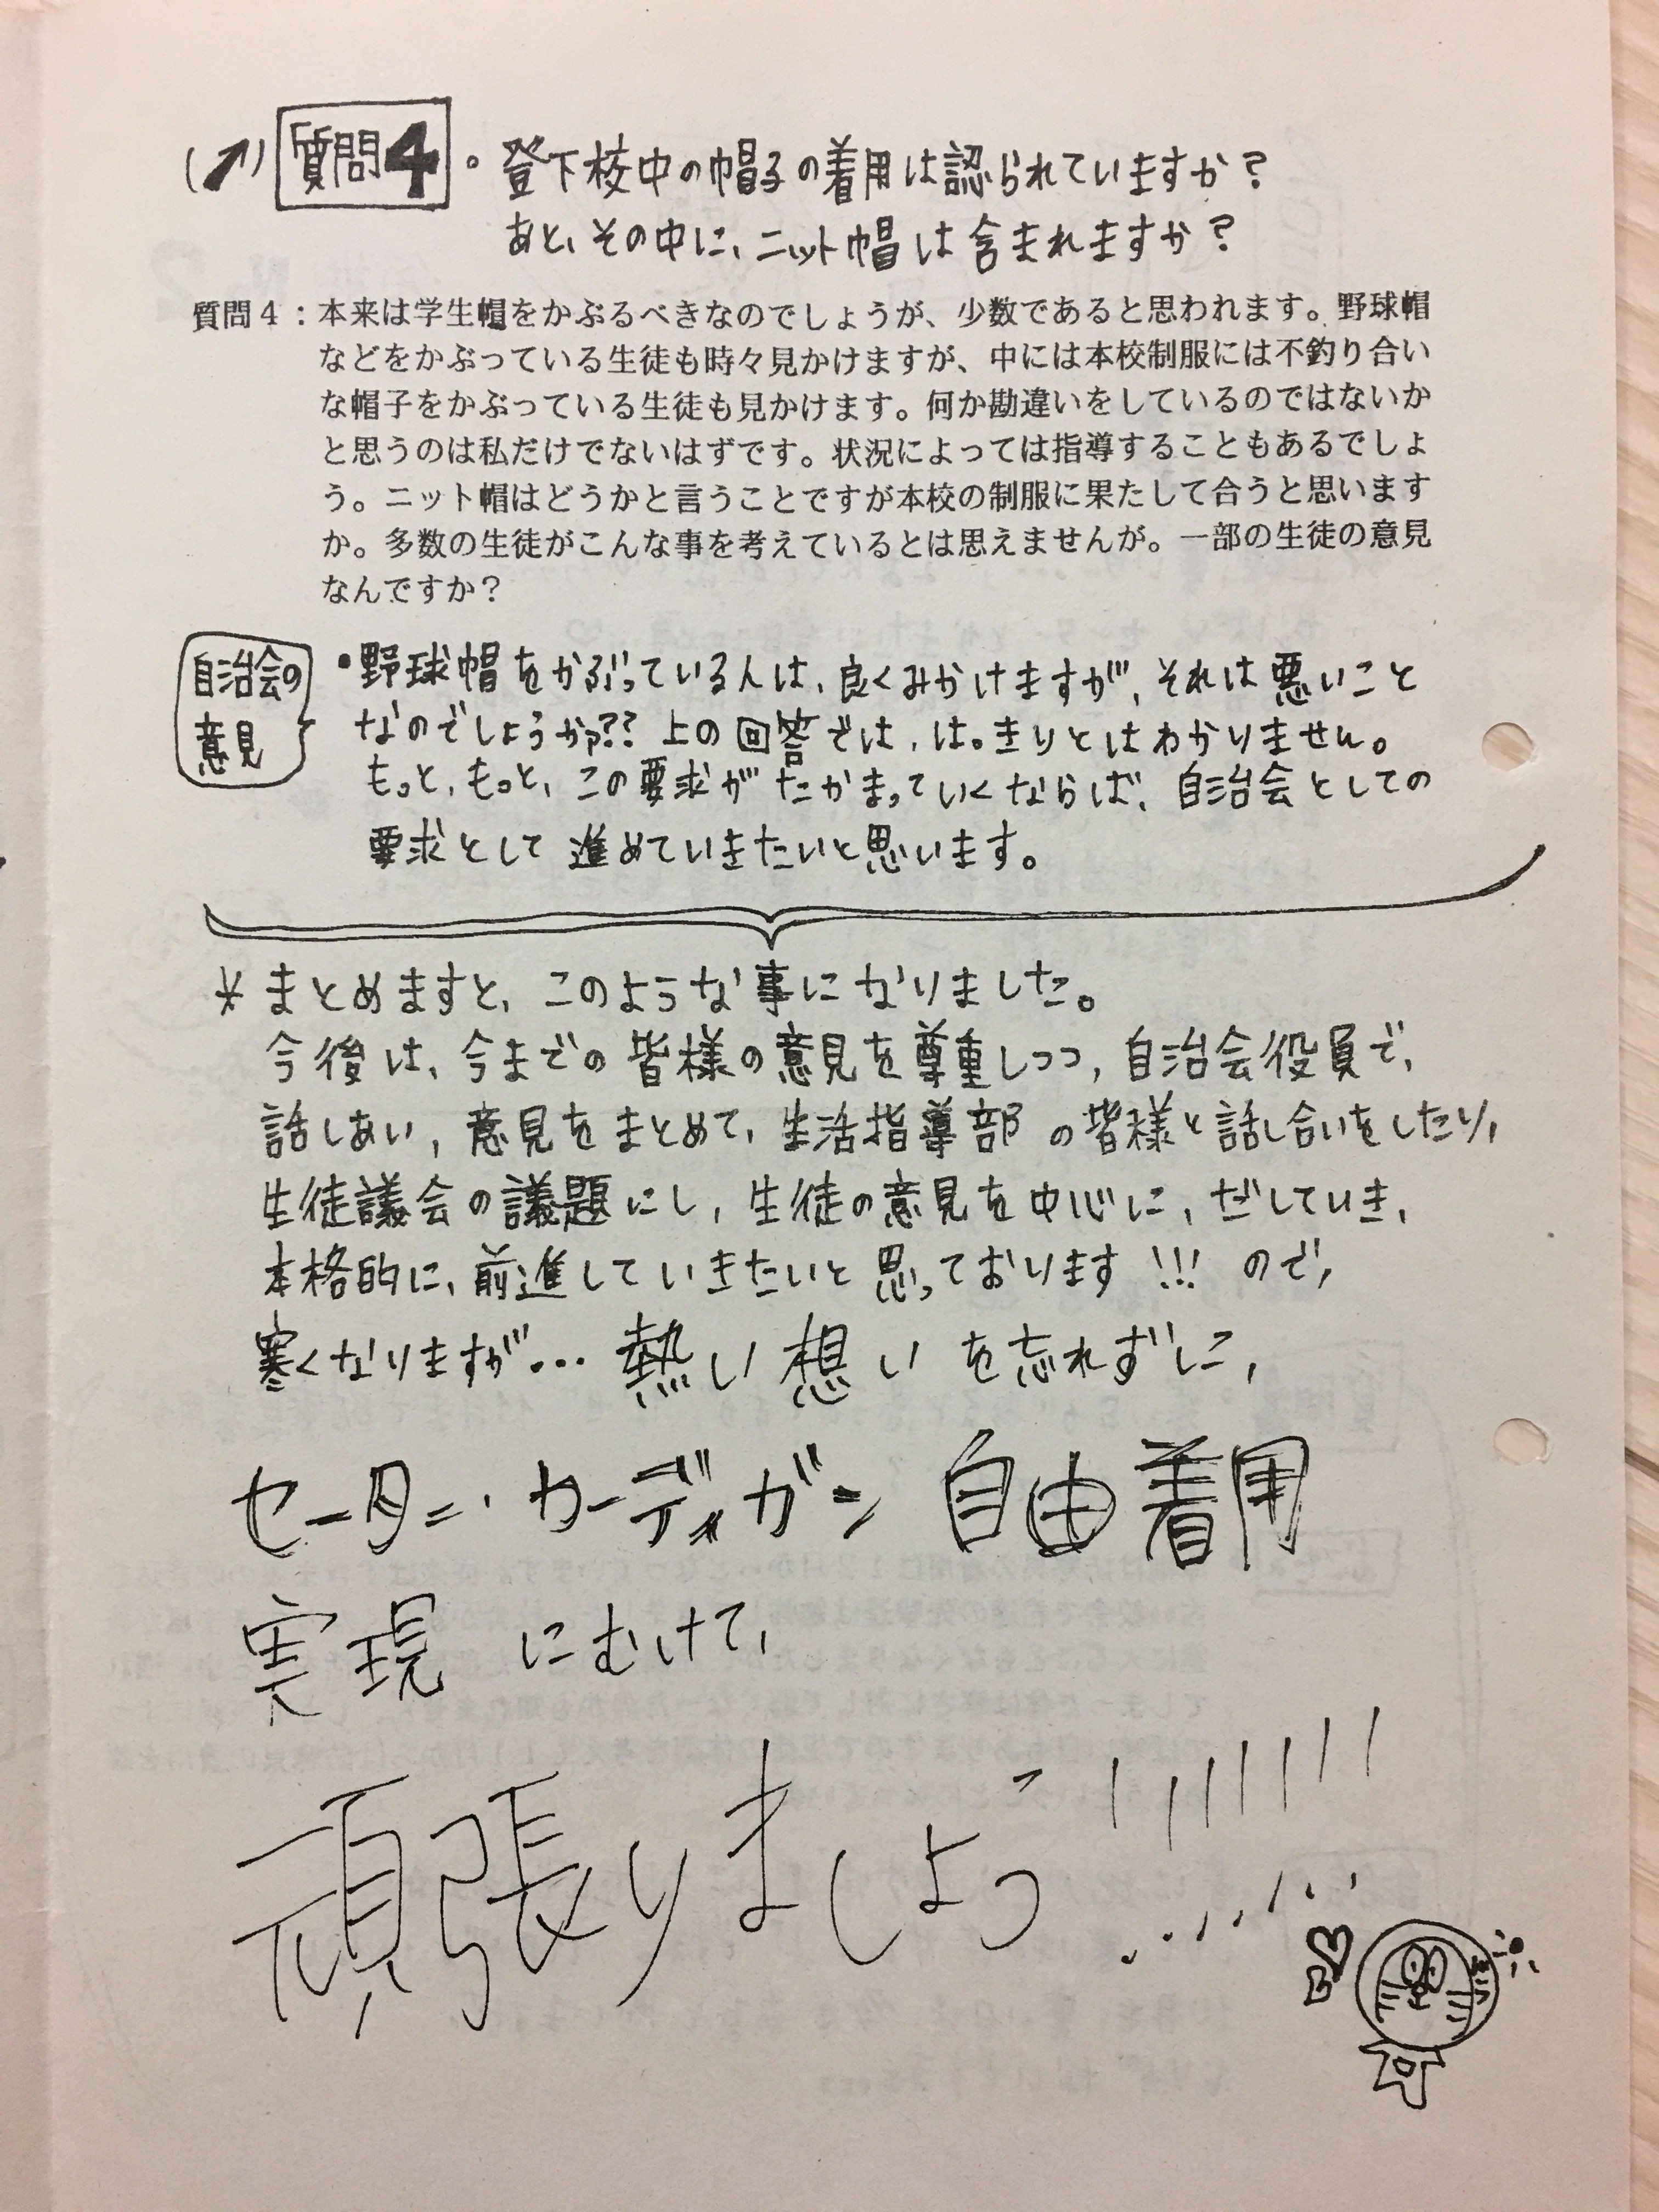 (↗) 質問4。登下校中の帽子の着用は認られていますか？
あと、その中に、ニット帽は含まれますか？
質問４：本来は学生帽をかぶるべきなのでしょうが、少数であると思われます。野球帽
などをかぶっている生徒も時々見かけますが、中には本校制服には不釣り合い
な帽子をかぶっている生徒も見かけます。何か勘違いをしているのではないか
と思うのは私だけでないはずです。状況によっては指導することもあるでしょ
う。ニット帽はどうかと言うことですが本校の制服に果たして合うと思います
か。多数の生徒がこんな事を考えているとは思えませんが。一部の生徒の意見
なんですか？
自治会の
意見
・野球帽をかぶっている人は、良くみかけますが、それは悪いこと
なのでしょうか？？上の回答では、はっきりとはわかりません。
もっと、もっと、この要求がたかまっていくならば、自治会としての
要求として進めていきたいと思います。
＊まとめますと、このような事になりました。
今後は、今までの皆様の意見を尊重しつつ、自治会役員で、
話しあい、意見をまとめて、生活指導部の皆様と話し合いをしたり、
生徒議会の議題にし、生徒の意見を中心に、だしていき、
本格的に、前進していきたいと思っております!!!ので、
寒くなりますが…熱い想いを忘れずに、
セーター・カーディガン自由着用
実現にむけて、
頑張りましょう!!!!!!!!